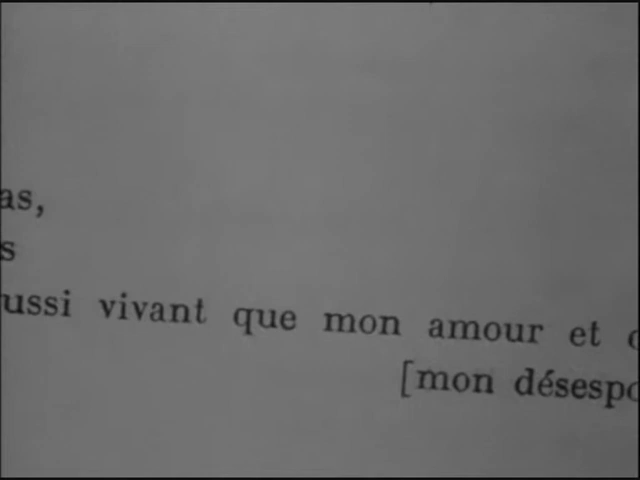 as,
s
ussi vivant que mon amour et
[mon désespo